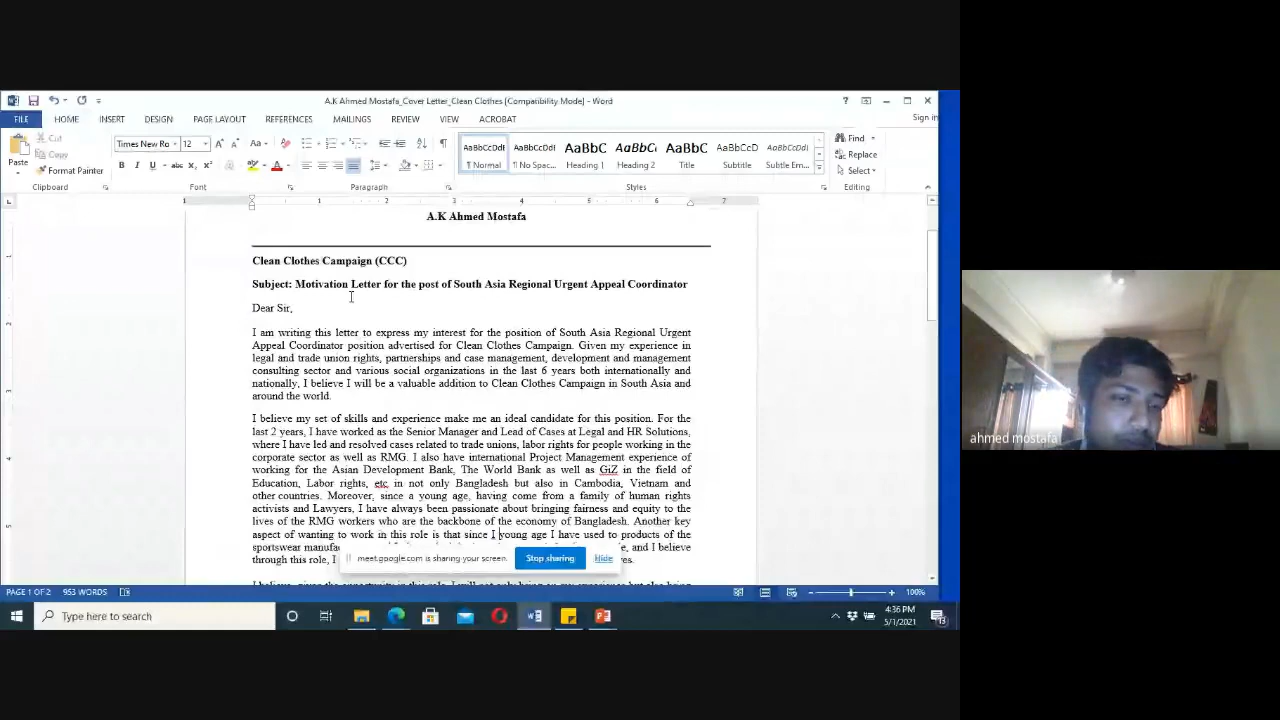 A.K Ahmed Mostafa_Cover Letter_Clean Clothes [Compatibility Mode] - Word
Sign in
FILE HOME INSERT DESIGN PAGE LAYOUT REFERENCES MAILINGS REVIEW VIEW ACROBAT
Cut
Copy
Format Painter
Paste
Times New Ro 12
AaBbCcDdI AaBbCcDdI AaBbC AaBbCc AaBbC AaBbCcD AaBbCcDdI
¶ Normal ¶ No Spac... Heading 1 Heading 2 Title Subtitle Subtle Em...
Find
Replace
Select
Clipboard Font Paragraph Styles Editing
1 1 2 3 4 5 6 7
A.K Ahmed Mostafa
Clean Clothes Campaign (CCC)
Subject: Motivation Letter for the post of South Asia Regional Urgent Appeal Coordinator
Dear Sir,
I am writing this letter to express my interest for the position of South Asia Regional Urgent
Appeal Coordinator position advertised for Clean Clothes Campaign. Given my experience in
legal and trade union rights, partnerships and case management, development and management
consulting sector and various social organizations in the last 6 years both internationally and
nationally, I believe I will be a valuable addition to Clean Clothes Campaign in South Asia and
around the world.
I believe my set of skills and experience make me an ideal candidate for this position. For the
last 2 years, I have worked as the Senior Manager and Lead of Cases at Legal and HR Solutions,
where I have led and resolved cases related to trade unions, labor rights for people working in the
corporate sector as well as RMG. I also have international Project Management experience of
working for the Asian Development Bank, The World Bank as well as GiZ in the field of
Education, Labor rights, etc in not only Bangladesh but also in Cambodia, Vietnam and
other countries. Moreover, since a young age, having come from a family of human rights
activists and Lawyers, I have always been passionate about bringing fairness and equity to the
lives of the RMG workers who are the backbone of the economy of Bangladesh. Another key
aspect of wanting to work in this role is that since I young age I have used to products of the
sportswear manufac and I believe
through this role, I
meet.google.com is sharing your screen. Stop sharing Hide
PAGE 1 OF 2 953 WORDS 100%
Type here to search
4:36 PM
5/1/2021
13
ahmed mostafa